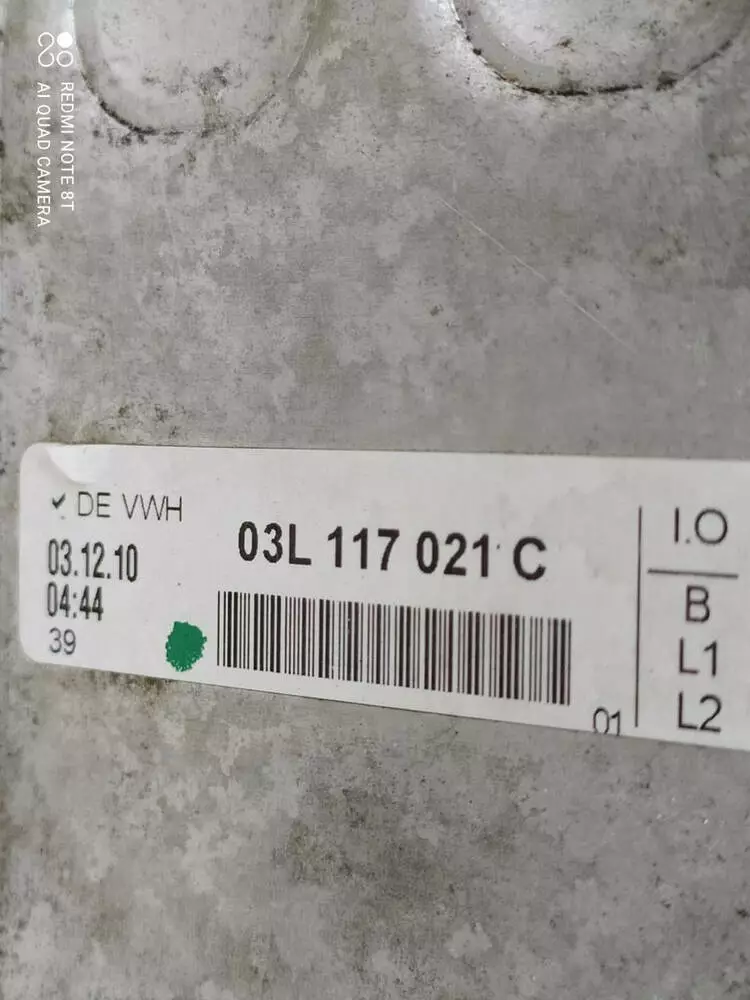 REDMI NOTE 8T
AI QUAD CAMERA
DE VWH
03.12.10
04:44
39
03L 117 021 C
01
I.O
B
L1
L2